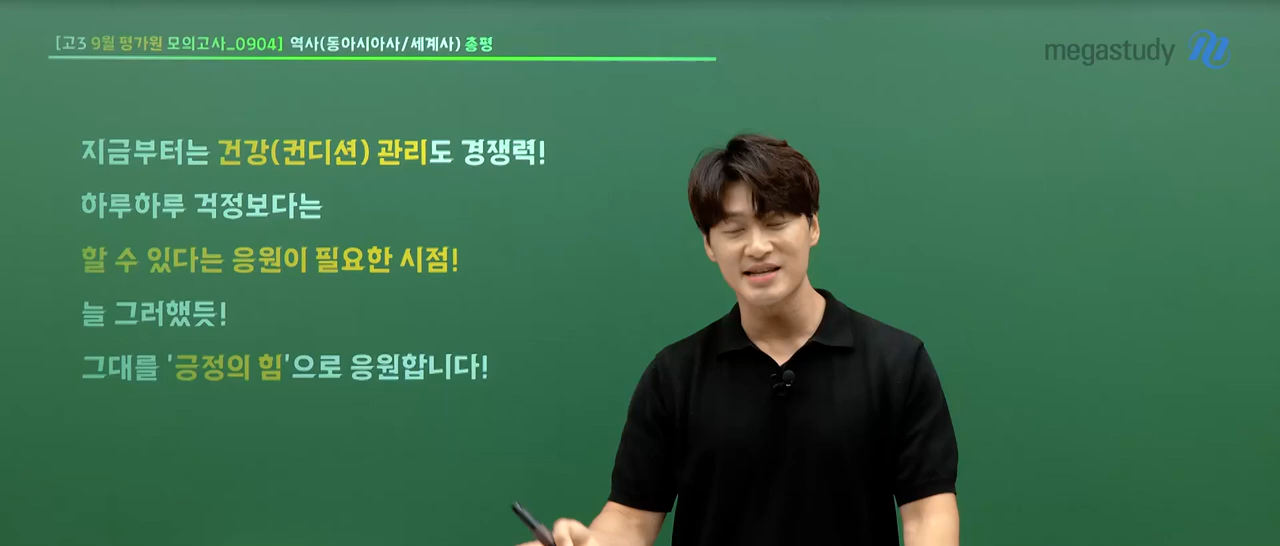 [고3 9월 평가원 모의고사_0904] 역사(동아시아사/세계사) 총평
megastudy
지금부터는 건강(컨디션) 관리도 경쟁력!
하루하루 걱정보다는
할 수 있다는 응원이 필요한 시점!
늘 그러했듯!
그대를 '긍정의 힘'으로 응원합니다!